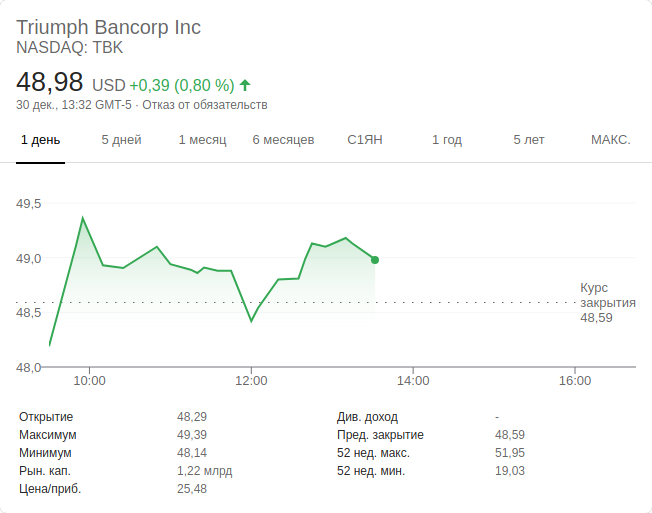 Triumph Bancorp Inc
NASDAQ: TBK
48,98 USD +0,39 (0,80 %)
30 дек., 13:32 GMT-5 · Отказ от обязательств
1 день 5 дней 1 месяц 6 месяцев С1ЯН 1 год 5 лет МАКС.
49,5
49,0
48,5
48,0
Курс
закрытия
48,59
10:00 12:00 14:00 16:00
Открытие 48,29
Максимум 49,39
Минимум 48,14
Рын. кап. 1,22 млрд
Цена/приб. 25,48
Див. доход -
Пред. закрытие 48,59
52 нед. макс. 51,95
52 нед. мин. 19,03